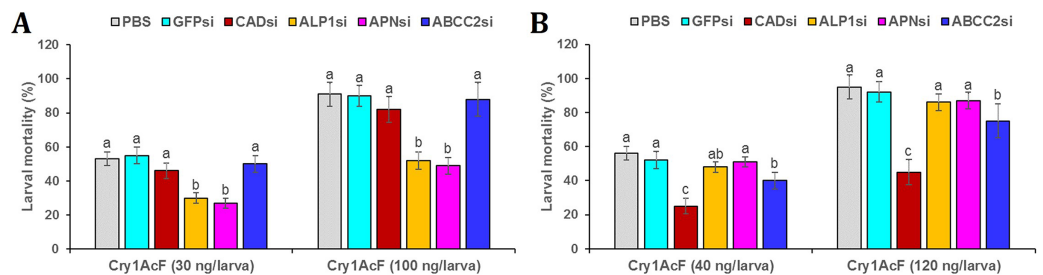 A
PBS GFPsi CADsi ALP1si APNsi ABCC2si
Larval mortality (%)
120
100
80
60
40
20
0
a a a b b a
a a a b b a
Cry1AcF (30 ng/larva) Cry1AcF (100 ng/larva)
B
PBS GFPsi CADsi ALP1si APNsi ABCC2si
Larval mortality (%)
120
100
80
60
40
20
0
a a c ab a b
a a c a a b
Cry1AcF (40 ng/larva) Cry1AcF (120 ng/larva)